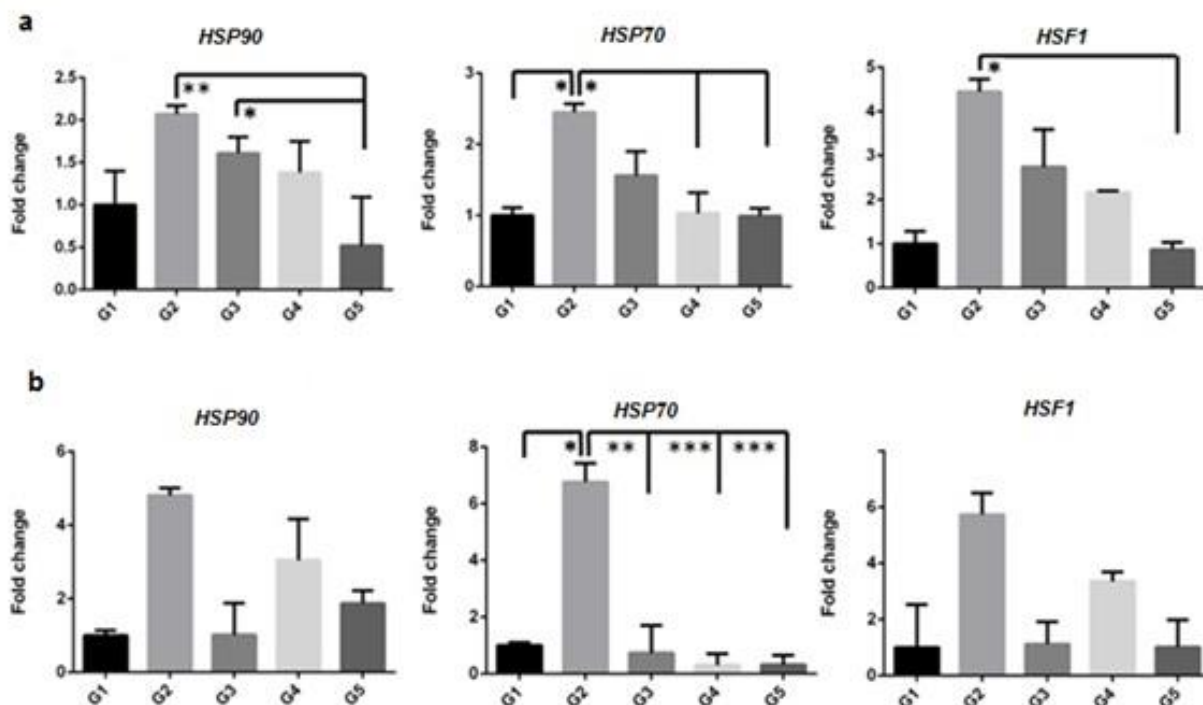 a
HSP90
HSP70
HSF1
Fold change
2.5
2.0
1.5
1.0
0.5
0.0
**
*
G1 G2 G3 G4 G5
Fold change
3
2
1
0
* *
G1 G2 G3 G4 G5
Fold change
5
4
3
2
1
0
*
G1 G2 G3 G4 G5
b
HSP90
HSP70
HSF1
Fold change
6
4
2
0
G1 G2 G3 G4 G5
Fold change
8
6
4
2
0
* ** *** ***
G1 G2 G3 G4 G5
Fold change
6
4
2
0
G1 G2 G3 G4 G5